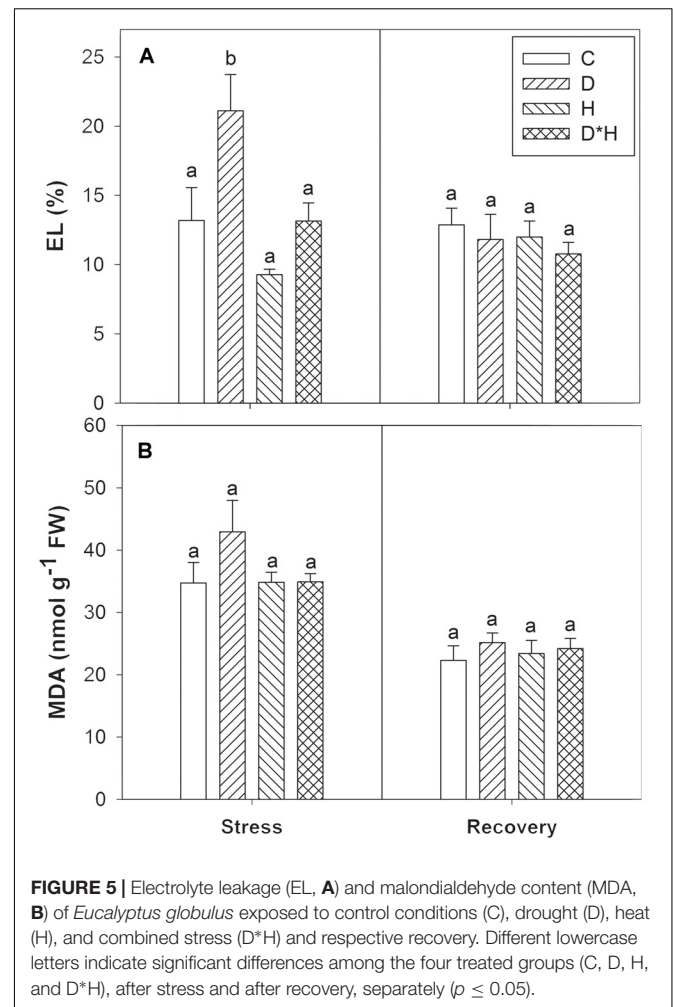 A
C
D
H
D*H
EL (%)
25
20
15
10
5
0
a
b
a
a
a
a
a
a
B
MDA (nmol g⁻¹ FW)
60
50
40
30
20
10
0
a
a
a
a
a
a
a
a
Stress
Recovery
FIGURE 5 | Electrolyte leakage (EL, A) and malondialdehyde content (MDA,
B) of Eucalyptus globulus exposed to control conditions (C), drought (D), heat
(H), and combined stress (D*H) and respective recovery. Different lowercase
letters indicate significant differences among the four treated groups (C, D, H,
and D*H), after stress and after recovery, separately (p ≤ 0.05).